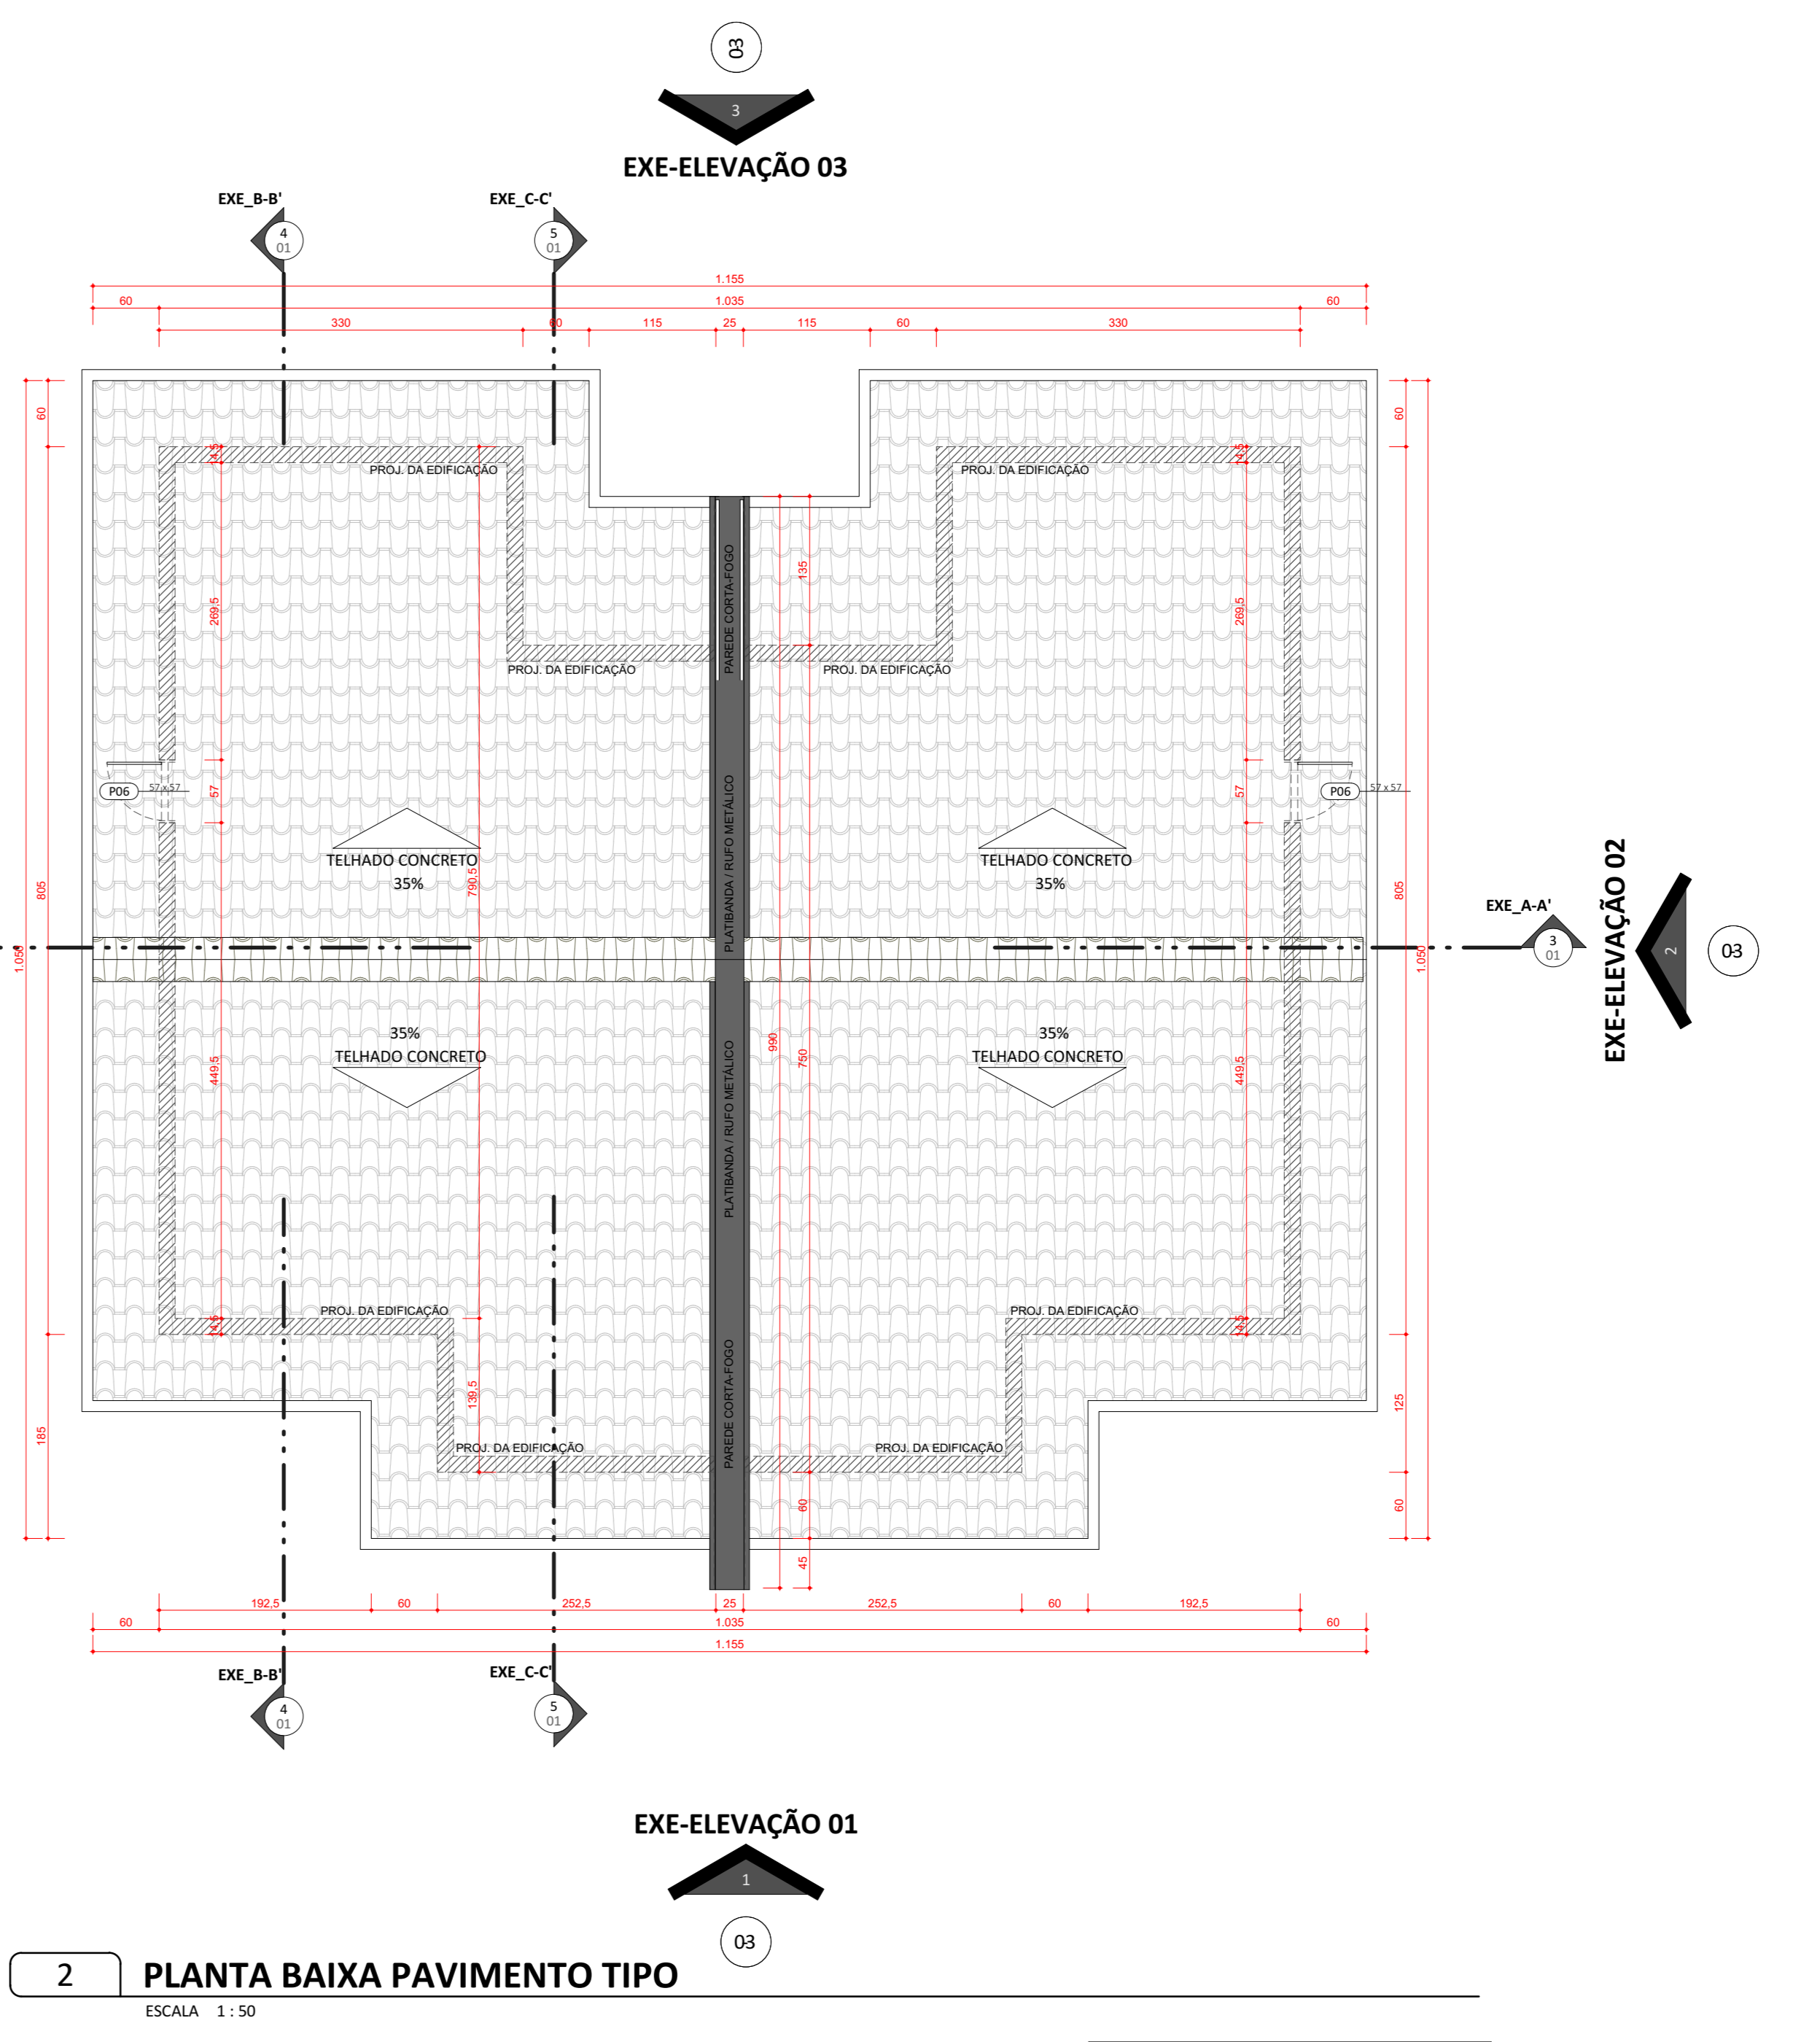 03
3
EXE-ELEVAÇÃO 03
EXE_B-B'
EXE_C-C'
4
01
5
01
1.155
60
1.035
60
330
60
115
25
115
60
330
60
60
14,5
14,5
PROJ. DA EDIFICAÇÃO
PROJ. DA EDIFICAÇÃO
PAREDE CORTA-FOGO
135
269,5
269,5
PROJ. DA EDIFICAÇÃO
PROJ. DA EDIFICAÇÃO
P06
57 x 57
57
57
P06
57 x 57
PLATIBANDA / RUFO METÁLICO
TELHADO CONCRETO
35%
790,5
TELHADO CONCRETO
35%
805
805
EXE_A-A'
3
01
EXE-ELEVAÇÃO 02
2
03
1.050
1.050
35%
TELHADO CONCRETO
35%
TELHADO CONCRETO
449,5
PLATIBANDA / RUFO METÁLICO
990
750
449,5
PROJ. DA EDIFICAÇÃO
PROJ. DA EDIFICAÇÃO
14,5
14,5
139,5
PAREDE CORTA-FOGO
125
185
PROJ. DA EDIFICAÇÃO
PROJ. DA EDIFICAÇÃO
60
60
45
192,5
60
252,5
25
252,5
60
192,5
60
1.035
60
1.155
EXE_B-B'
EXE_C-C'
4
01
5
01
EXE-ELEVAÇÃO 01
1
03
2
PLANTA BAIXA PAVIMENTO TIPO
ESCALA 1 : 50